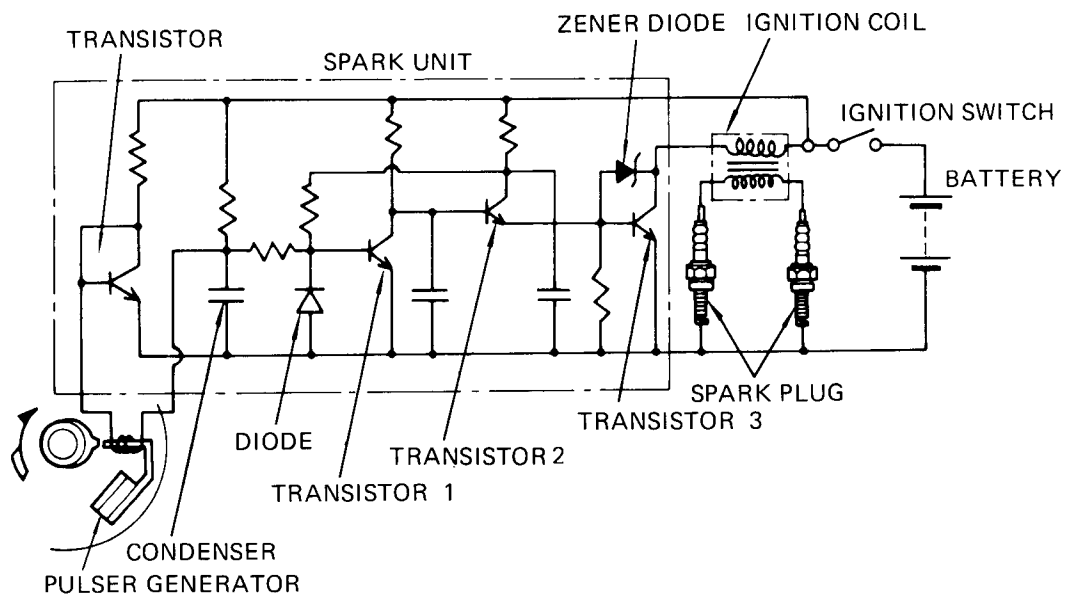 ZENER DIODE IGNITION COIL
TRANSISTOR
SPARK UNIT
IGNITION SWITCH
BATTERY
SPARK PLUG
TRANSISTOR 3
DIODE
TRANSISTOR 2
TRANSISTOR 1
CONDENSER
PULSER GENERATOR